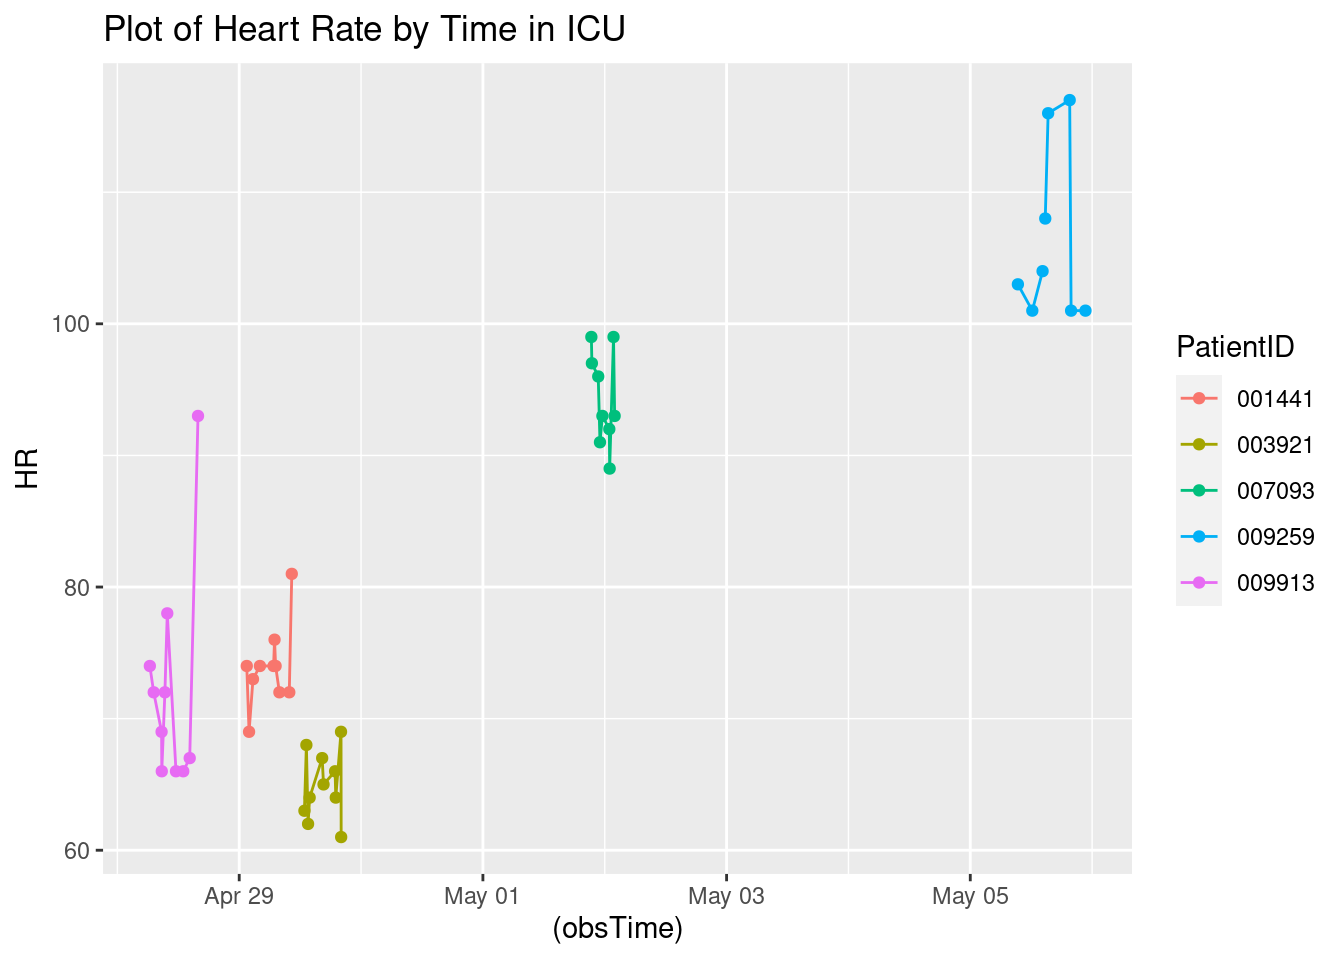 Plot of Heart Rate by Time in ICU
HR
100
80
60
Apr 29
May 01
May 03
May 05
(obsTime)
PatientID
001441
003921
007093
009259
009913